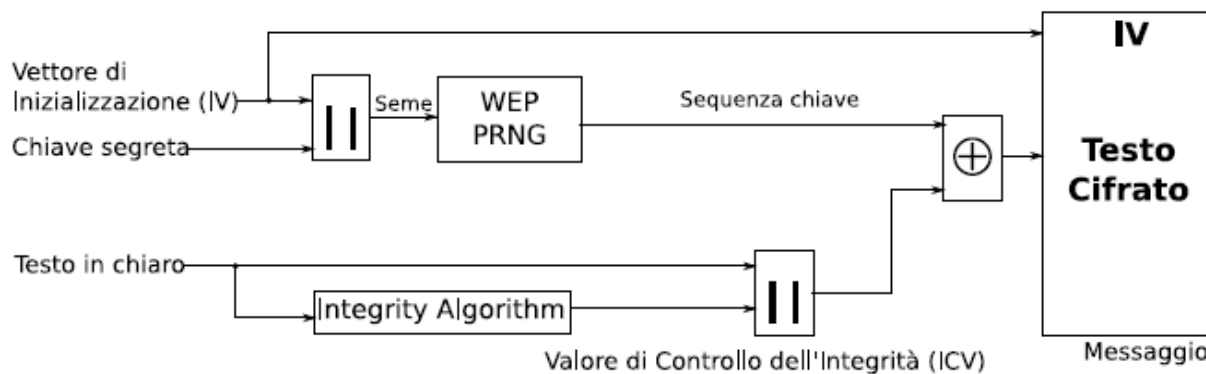 IV
Vettore di
Inizializzazione (IV)
Seme
WEP
PRNG
Sequenza chiave
Chiave segreta
||
⊕
Testo
Cifrato
Testo in chiaro
Integrity Algorithm
||
Valore di Controllo dell'Integrità (ICV)
Messaggio